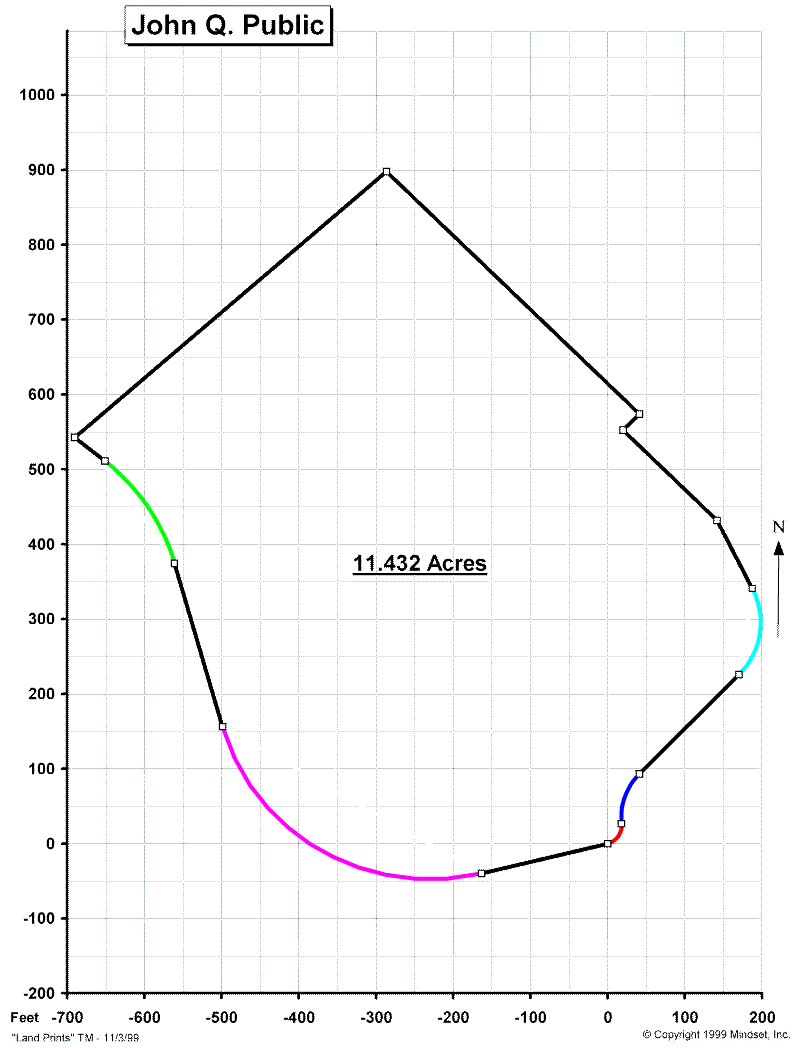 John Q. Public
1000
900
800
700
600
500
N
400
11.432 Acres
300
200
100
0
-100
-200
Feet -700 -600 -500 -400 -300 -200 -100 0 100 200
"Land Prints" TM - 11/3/99
© Copyright 1999 Mindset, Inc.